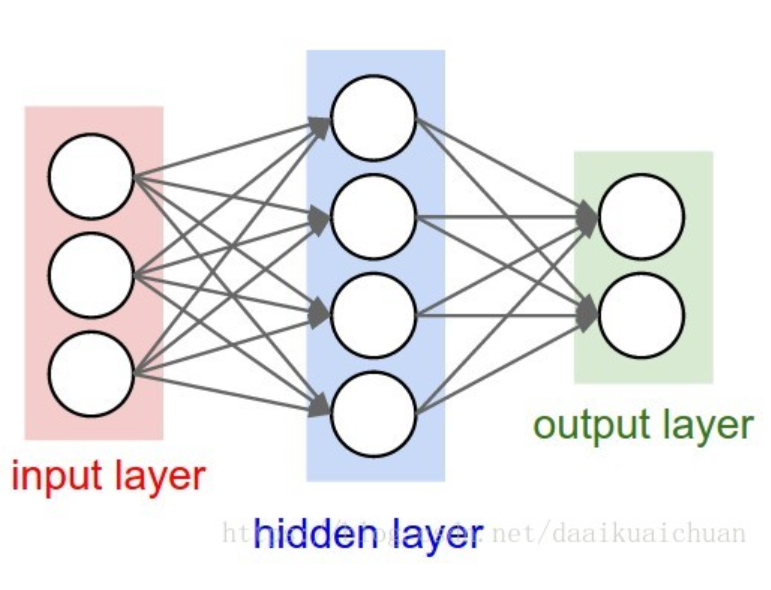 input layer
output layer
hidden layer
net/daaikuaichuan